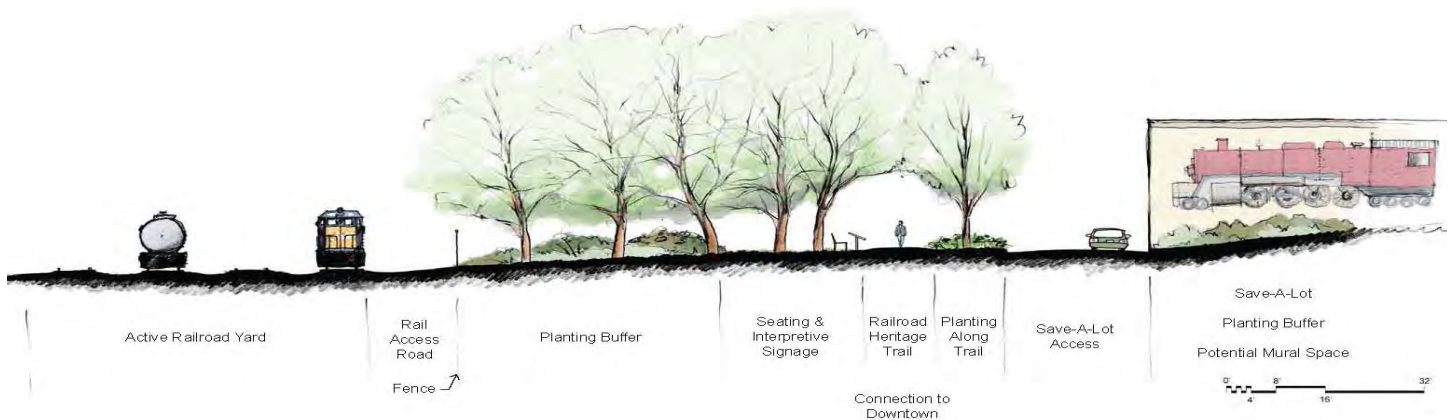 Active Railroad Yard
Rail
Access
Road
Fence
Planting Buffer
Seating &
Interpretive
Signage
Railroad
Heritage
Trail
Planting
Along
Trail
Connection to
Downtown
Save-A-Lot
Access
Save-A-Lot
Planting Buffer
Potential Mural Space
0' 8' 32'
4' 16'